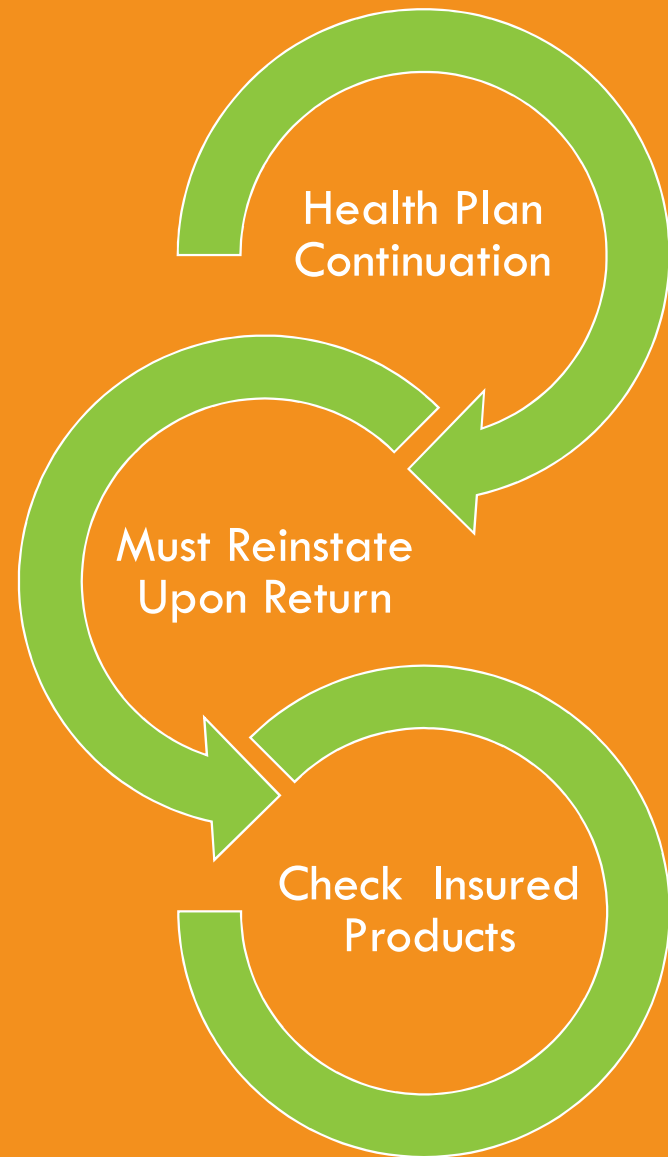 Health Plan
Continuation
Must Reinstate
Upon Return
Check  Insured
Products